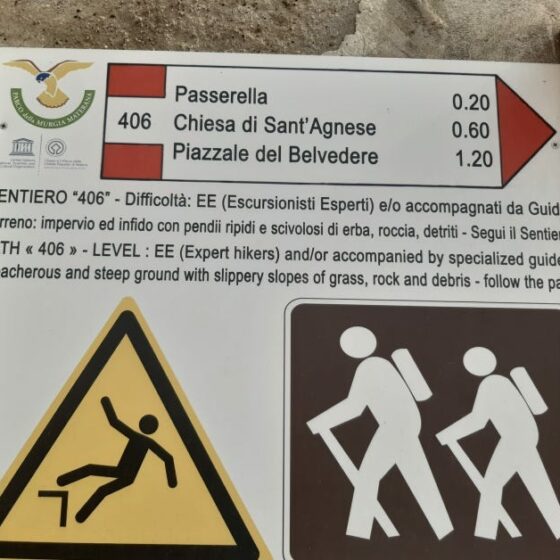 PARCO della MURGIA MATERANA
406
Passerella 0.20
Chiesa di Sant'Agnese 0.60
Piazzale del Belvedere 1.20
ENTIERO "406" - Difficoltà: EE (Escursionisti Esperti) e/o accompagnati da Guid
rreno: impervio ed infido con pendii ripidi e scivolosi di erba, roccia, detriti - Segui il Sentier
TH « 406 » - LEVEL : EE (Expert hikers) and/or accompanied by specialized guide
eacherous and steep ground with slippery slopes of grass, rock and debris - follow the pa